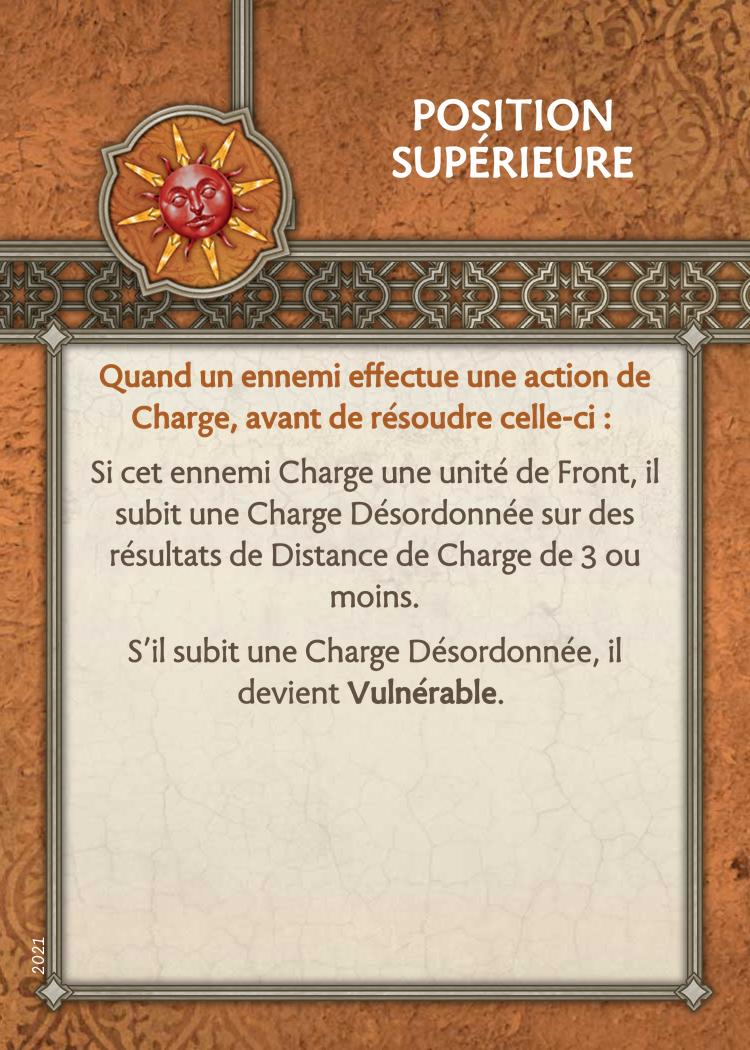 POSITION
SUPÉRIEURE
Quand un ennemi effectue une action de
Charge, avant de résoudre celle-ci :
Si cet ennemi Charge une unité de Front, il
subit une Charge Désordonnée sur des
résultats de Distance de Charge de 3 ou
moins.
S'il subit une Charge Désordonnée, il
devient Vulnérable.
2021